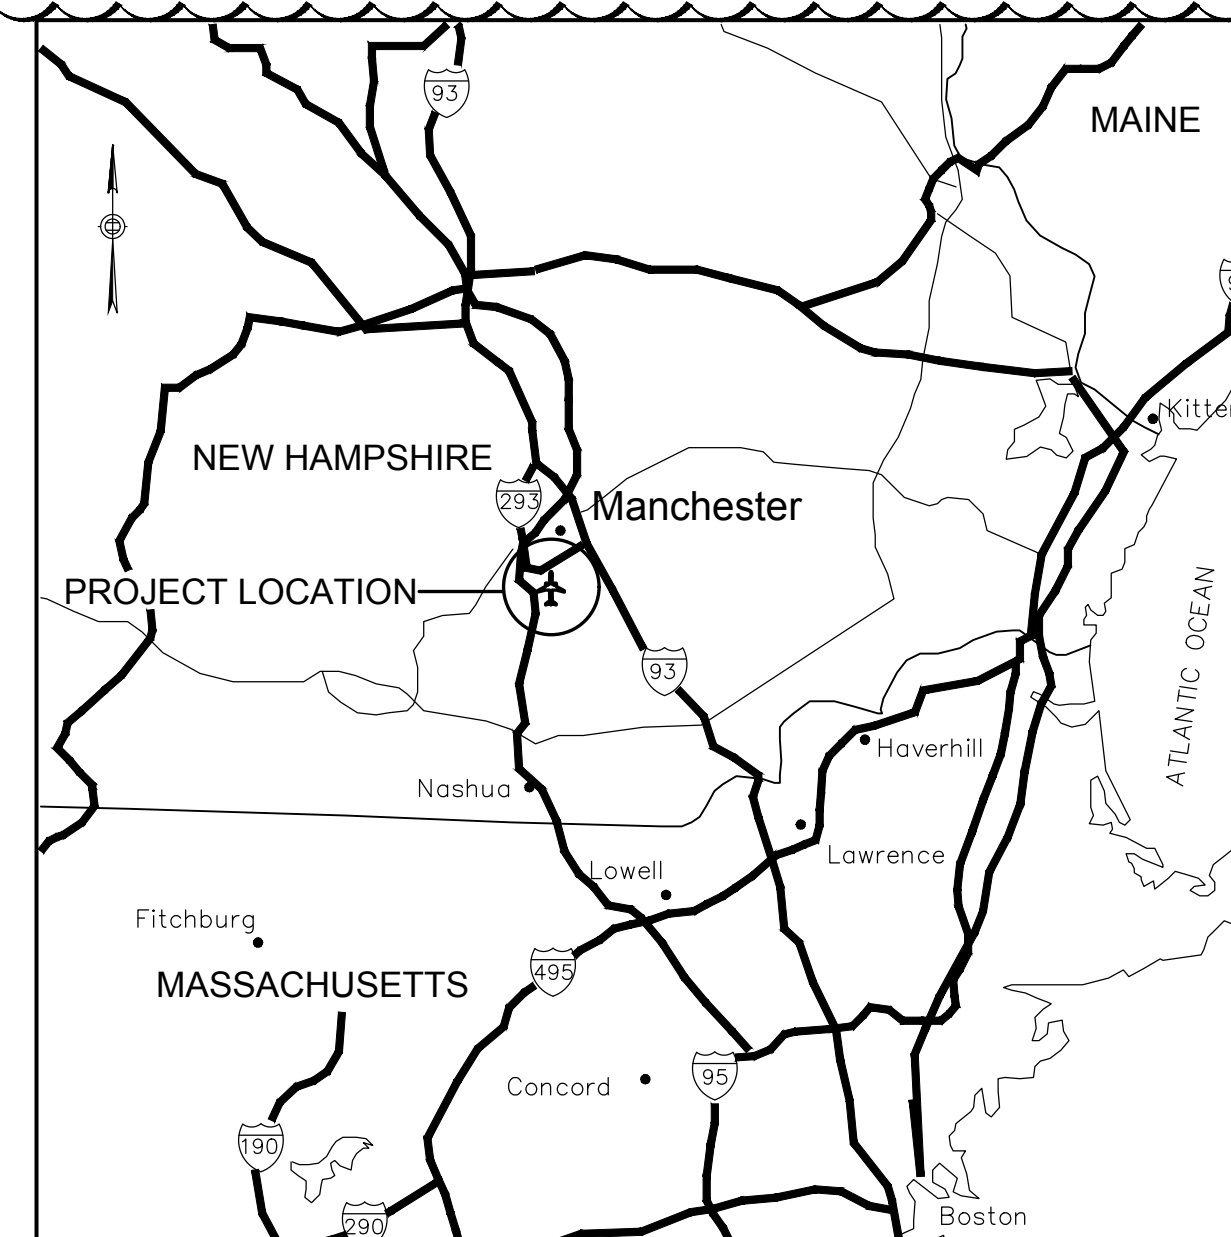 93
MAINE
Kitte
NEW HAMPSHIRE
293
Manchester
PROJECT LOCATION
ATLANTIC OCEAN
93
Haverhill
Nashua
Lawrence
Lowell
Fitchburg
495
MASSACHUSETTS
95
Concord
190
290
Boston